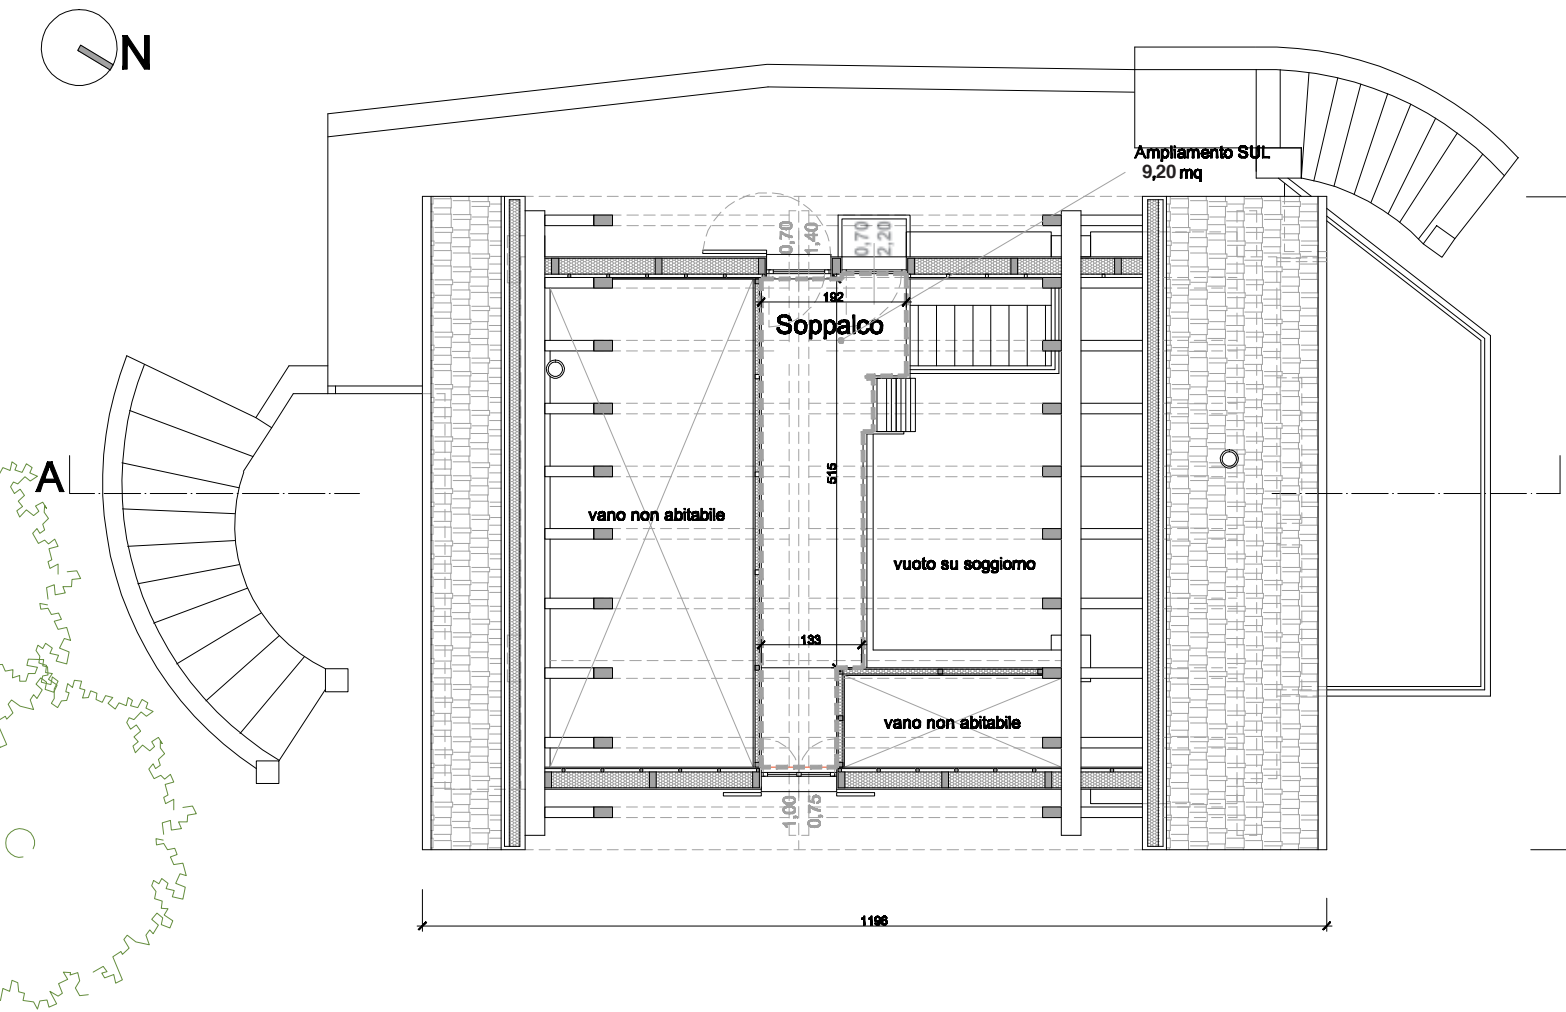 N
Ampliamento SUL
9,20 mq
0,70
1,40
0,70
2,20
192
Soppalco
A
515
vano non abitabile
vuoto su soggiorno
133
vano non abitabile
1,00
0,75
1196